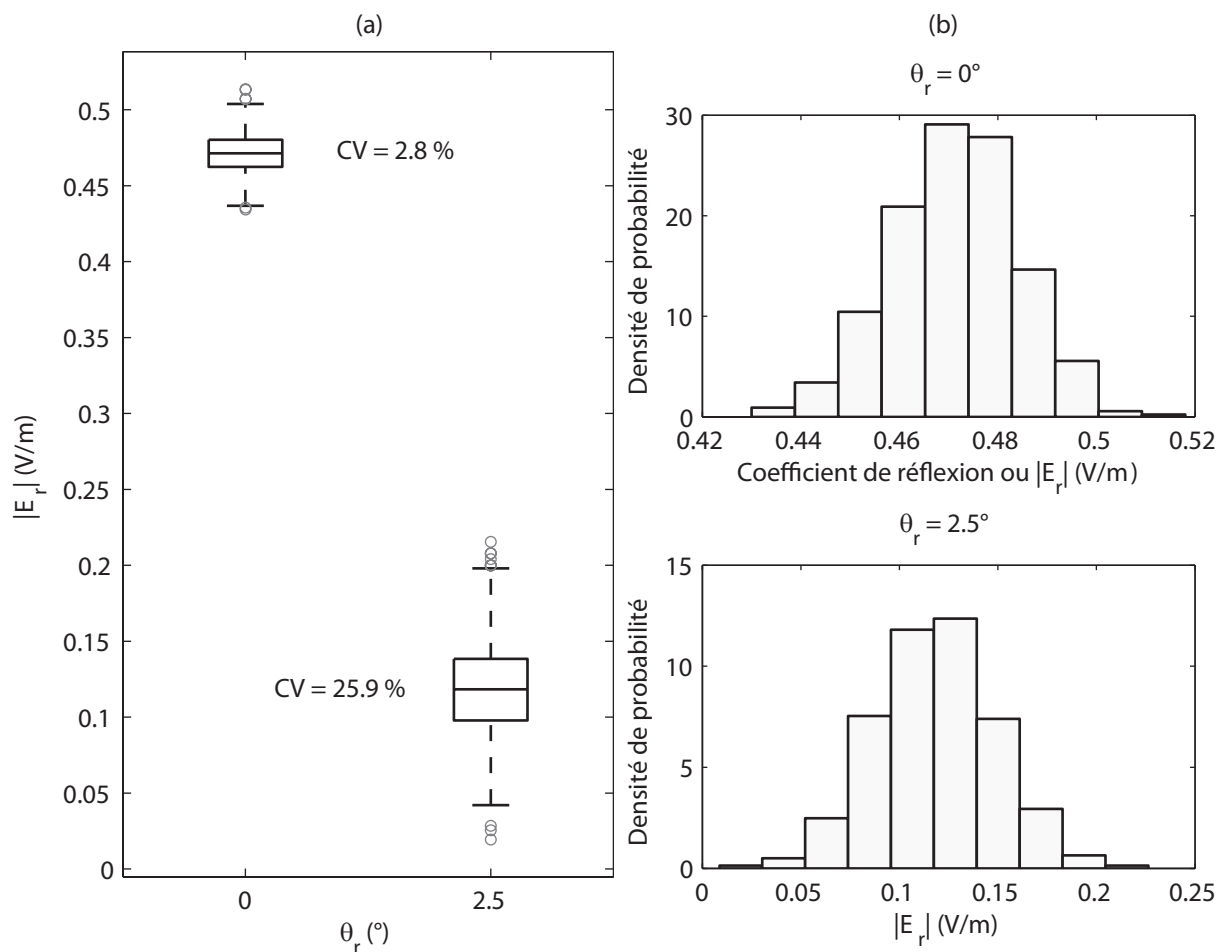 (a)
0.5
0.45
0.4
0.35
0.3
0.25
0.2
0.15
0.1
0.05
0
|E_r| (V/m)
CV = 2.8 %
CV = 25.9 %
0
2.5
θ_r (°)
(b)
θ_r = 0°
30
20
10
0
Densité de probabilité
0.42
0.44
0.46
0.48
0.5
0.52
Coefficient de réflexion ou |E_r| (V/m)
θ_r = 2.5°
15
10
5
0
Densité de probabilité
0
0.05
0.1
0.15
0.2
0.25
|E_r| (V/m)